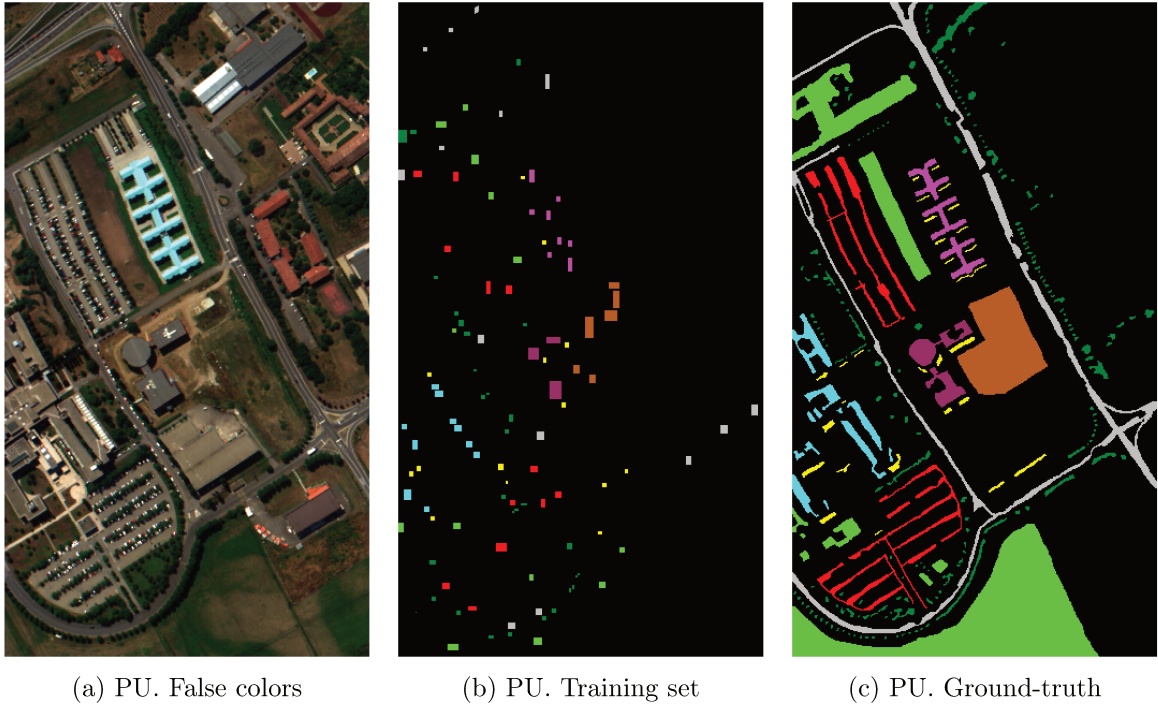 (a) PU. False colors
(b) PU. Training set
(c) PU. Ground-truth